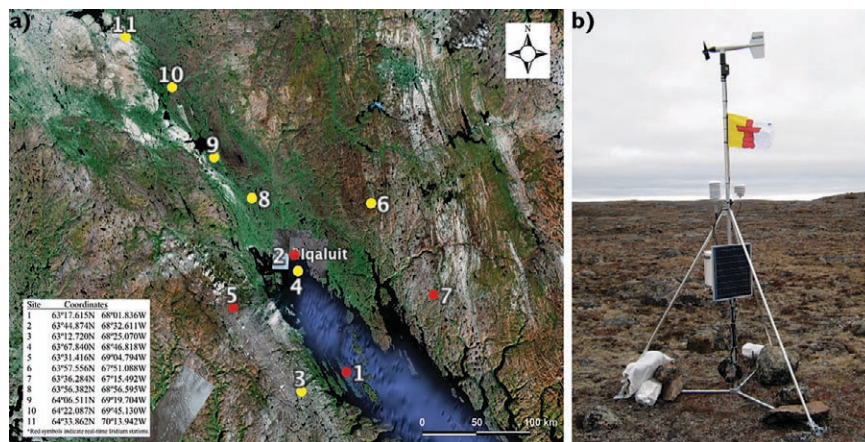 a)
11
N
10
9
8
6
2
Iqaluit
4
5
7
3
1
Site Coordinates
1 63°17.615N 68°01.836W
2 63°44.874N 68°32.611W
3 63°12.720N 68°25.070W
4 63°67.840N 68°46.818W
5 63°31.416N 69°04.794W
6 63°57.556N 67°51.088W
7 63°36.284N 67°15.492W
8 63°56.382N 68°56.595W
9 64°06.511N 69°19.704W
10 64°22.087N 69°45.130W
11 64°33.862N 70°13.942W
*Red symbols indicate real-time Iridium stations.
0 50 100 km
b)